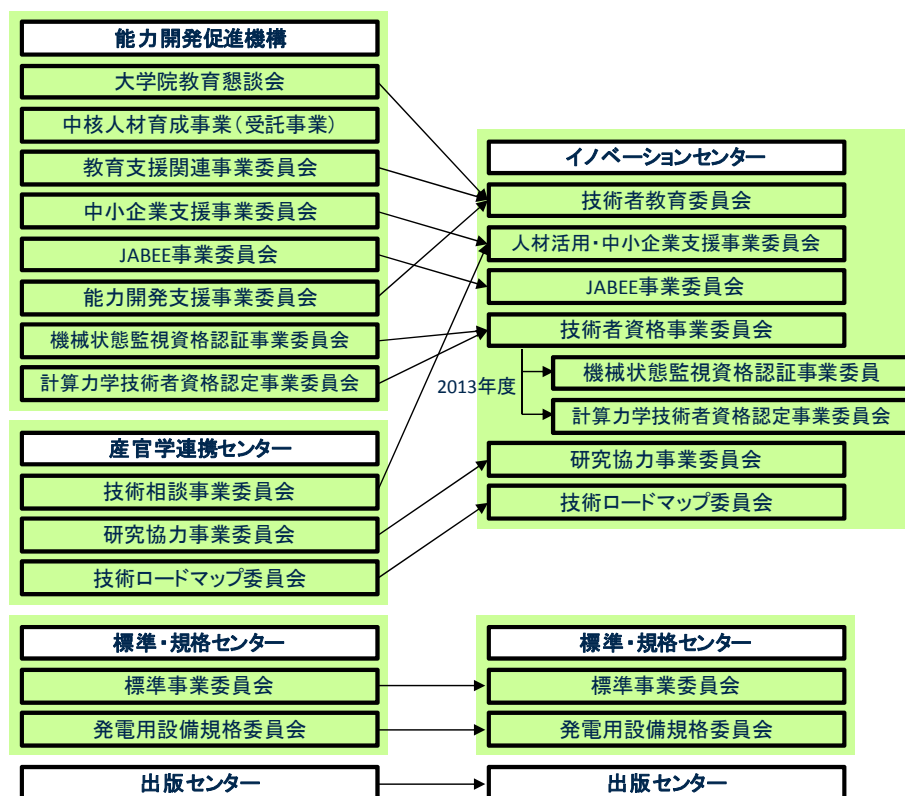 能力開発促進機構
大学院教育懇談会
中核人材育成事業(受託事業)
教育支援関連事業委員会
中小企業支援事業委員会
JABEE事業委員会
能力開発支援事業委員会
機械状態監視資格認証事業委員会
計算力学技術者資格認定事業委員会
産官学連携センター
技術相談事業委員会
研究協力事業委員会
技術ロードマップ委員会
標準・規格センター
標準事業委員会
発電用設備規格委員会
出版センター
イノベーションセンター
技術者教育委員会
人材活用・中小企業支援事業委員会
JABEE事業委員会
技術者資格事業委員会
2013年度
機械状態監視資格認証事業委員
計算力学技術者資格認定事業委員会
研究協力事業委員会
技術ロードマップ委員会
標準・規格センター
標準事業委員会
発電用設備規格委員会
出版センター